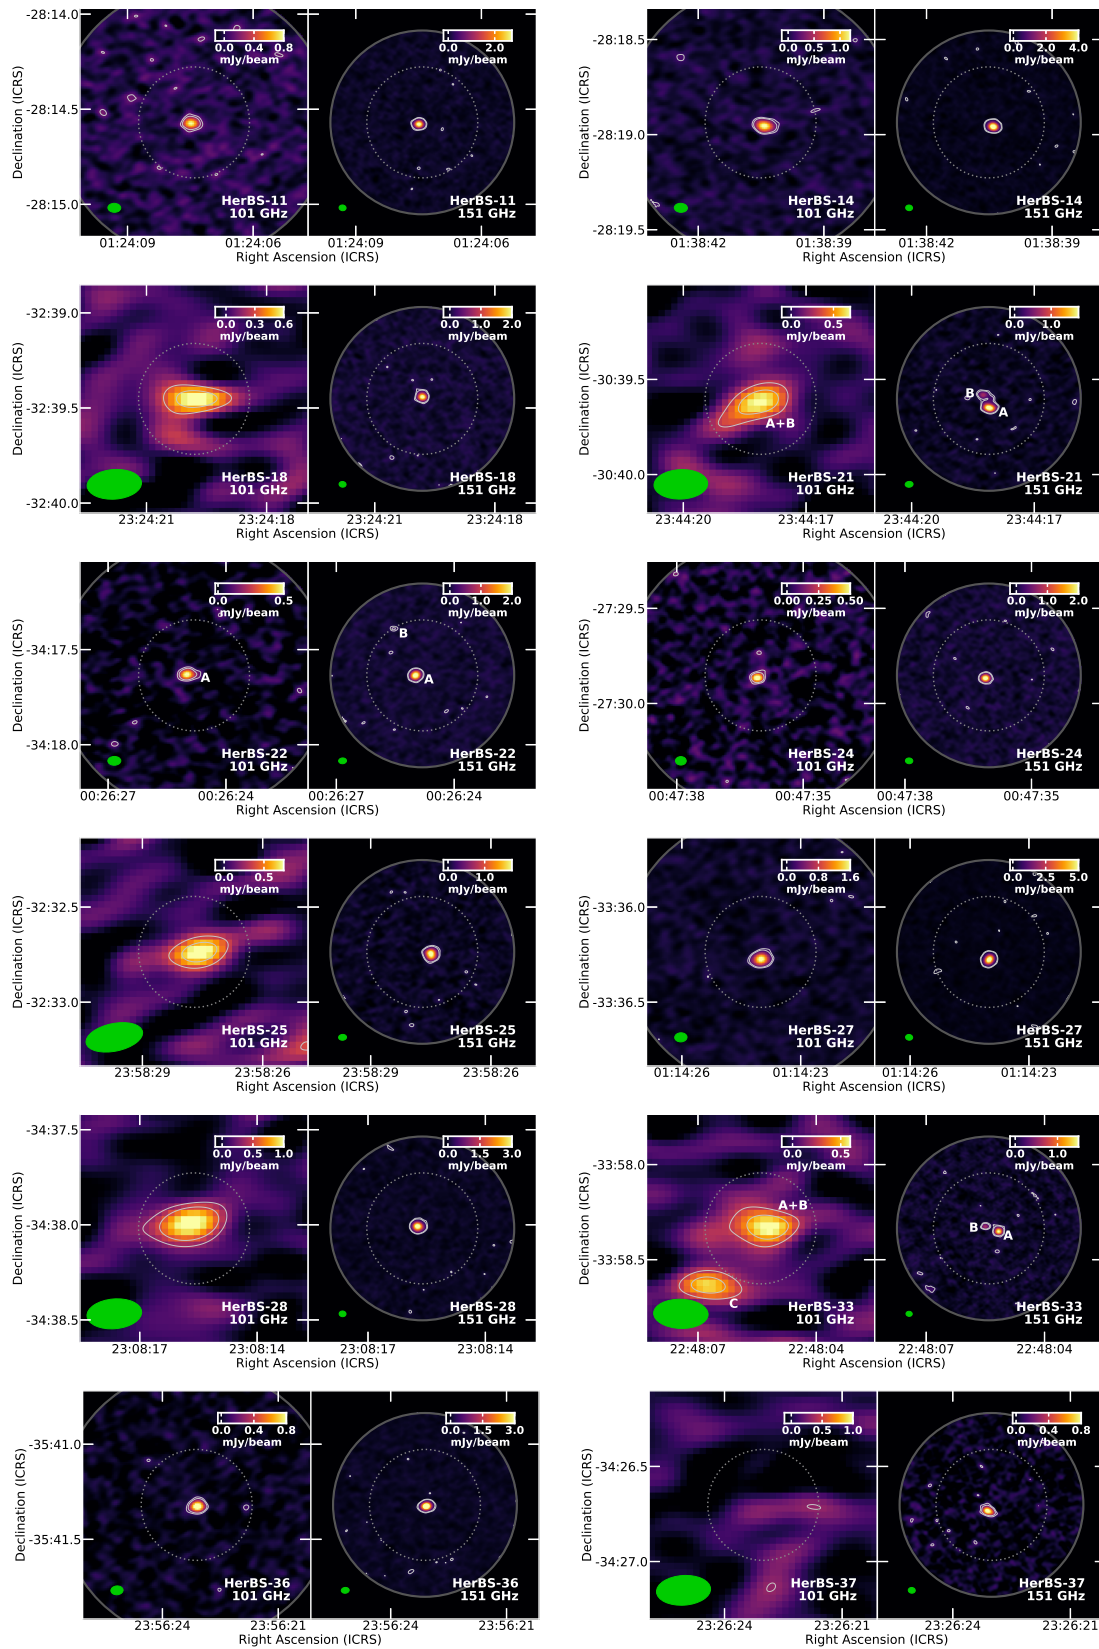 -28:14.0
-28:14.5
-28:15.0
Declination (ICRS)
0.0 0.4 0.8
mJy/beam
HerBS-11
101 GHz
01:24:09 01:24:06
0.0 2.0
mJy/beam
HerBS-11
151 GHz
01:24:09 01:24:06
Right Ascension (ICRS)
-28:18.5
-28:19.0
-28:19.5
Declination (ICRS)
0.0 0.5 1.0
mJy/beam
HerBS-14
101 GHz
01:38:42 01:38:39
0.0 2.0 4.0
mJy/beam
HerBS-14
151 GHz
01:38:42 01:38:39
Right Ascension (ICRS)
-32:39.0
-32:39.5
-32:40.0
Declination (ICRS)
0.0 0.3 0.6
mJy/beam
HerBS-18
101 GHz
23:24:21 23:24:18
0.0 1.0 2.0
mJy/beam
HerBS-18
151 GHz
23:24:21 23:24:18
Right Ascension (ICRS)
-30:39.5
-30:40.0
Declination (ICRS)
0.0 0.5
mJy/beam
A+B
HerBS-21
101 GHz
23:44:20 23:44:17
0.0 1.0
mJy/beam
B
A
HerBS-21
151 GHz
23:44:20 23:44:17
Right Ascension (ICRS)
-34:17.5
-34:18.0
Declination (ICRS)
0.0 0.5
mJy/beam
A
HerBS-22
101 GHz
00:26:27 00:26:24
0.0 1.0 2.0
mJy/beam
B
A
HerBS-22
151 GHz
00:26:27 00:26:24
Right Ascension (ICRS)
-27:29.5
-27:30.0
Declination (ICRS)
0.00 0.25 0.50
mJy/beam
HerBS-24
101 GHz
00:47:38 00:47:35
0.0 1.0 2.0
mJy/beam
HerBS-24
151 GHz
00:47:38 00:47:35
Right Ascension (ICRS)
-32:32.5
-32:33.0
Declination (ICRS)
0.0 0.5
mJy/beam
HerBS-25
101 GHz
23:58:29 23:58:26
0.0 1.0
mJy/beam
HerBS-25
151 GHz
23:58:29 23:58:26
Right Ascension (ICRS)
-33:36.0
-33:36.5
Declination (ICRS)
0.0 0.8 1.6
mJy/beam
HerBS-27
101 GHz
01:14:26 01:14:23
0.0 2.5 5.0
mJy/beam
HerBS-27
151 GHz
01:14:26 01:14:23
Right Ascension (ICRS)
-34:37.5
-34:38.0
-34:38.5
Declination (ICRS)
0.0 0.5 1.0
mJy/beam
HerBS-28
101 GHz
23:08:17 23:08:14
0.0 1.5 3.0
mJy/beam
HerBS-28
151 GHz
23:08:17 23:08:14
Right Ascension (ICRS)
-33:58.0
-33:58.5
Declination (ICRS)
0.0 0.5
mJy/beam
A+B
C
HerBS-33
101 GHz
22:48:07 22:48:04
0.0 1.0
mJy/beam
B
A
HerBS-33
151 GHz
22:48:07 22:48:04
Right Ascension (ICRS)
-35:41.0
-35:41.5
Declination (ICRS)
0.0 0.4 0.8
mJy/beam
HerBS-36
101 GHz
23:56:24 23:56:21
0.0 1.5 3.0
mJy/beam
HerBS-36
151 GHz
23:56:24 23:56:21
Right Ascension (ICRS)
-34:26.5
-34:27.0
Declination (ICRS)
0.0 0.5 1.0
mJy/beam
HerBS-37
101 GHz
23:26:24 23:26:21
0.0 0.4 0.8
mJy/beam
HerBS-37
151 GHz
23:26:24 23:26:21
Right Ascension (ICRS)